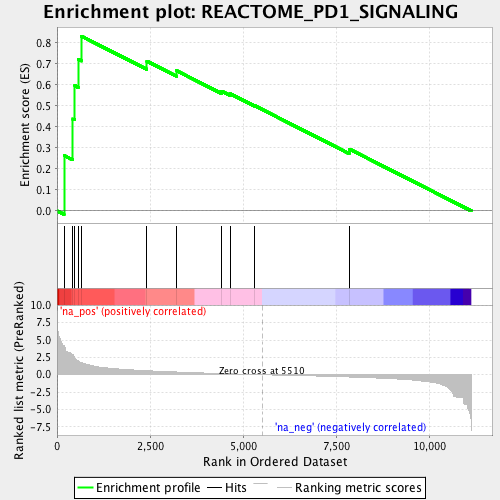 Enrichment plot: REACTOME_PD1_SIGNALING
Enrichment score (ES)
0.8
0.7
0.6
0.5
0.4
0.3
0.2
0.1
0.0
'na_pos' (positively correlated)
Ranked list metric (PreRanked)
10.0
7.5
5.0
2.5
0.0
-2.5
-5.0
-7.5
Zero cross at 5510
'na_neg' (negatively correlated)
0
2,500
5,000
7,500
10,000
Rank in Ordered Dataset
Enrichment profile
Hits
Ranking metric scores